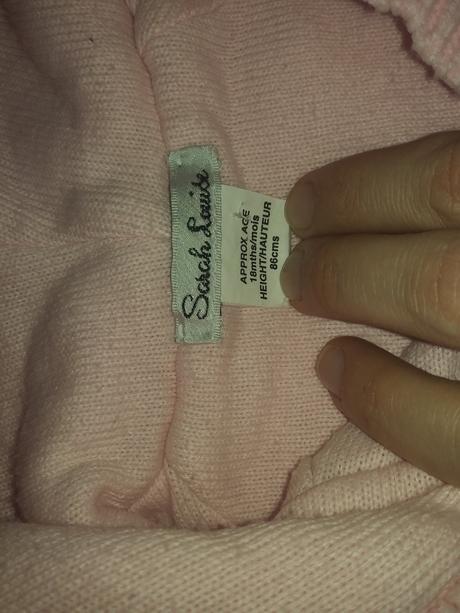 Sarah Louise
APPROX AGE
18mths/mois
HEIGHT/HAUTEUR
86cms